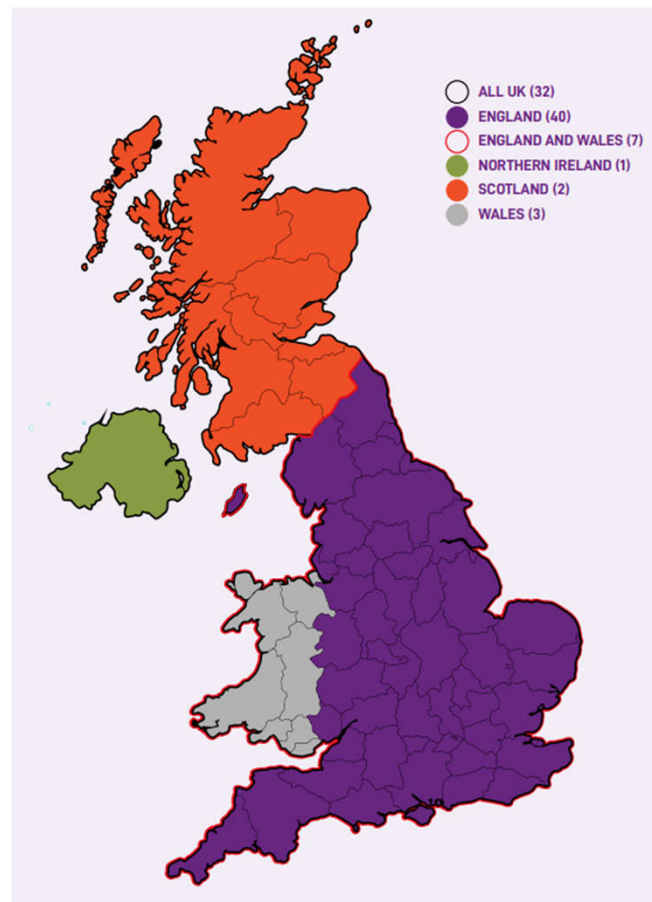 ALL UK (32)
ENGLAND (40)
ENGLAND AND WALES (7)
NORTHERN IRELAND (1)
SCOTLAND (2)
WALES (3)